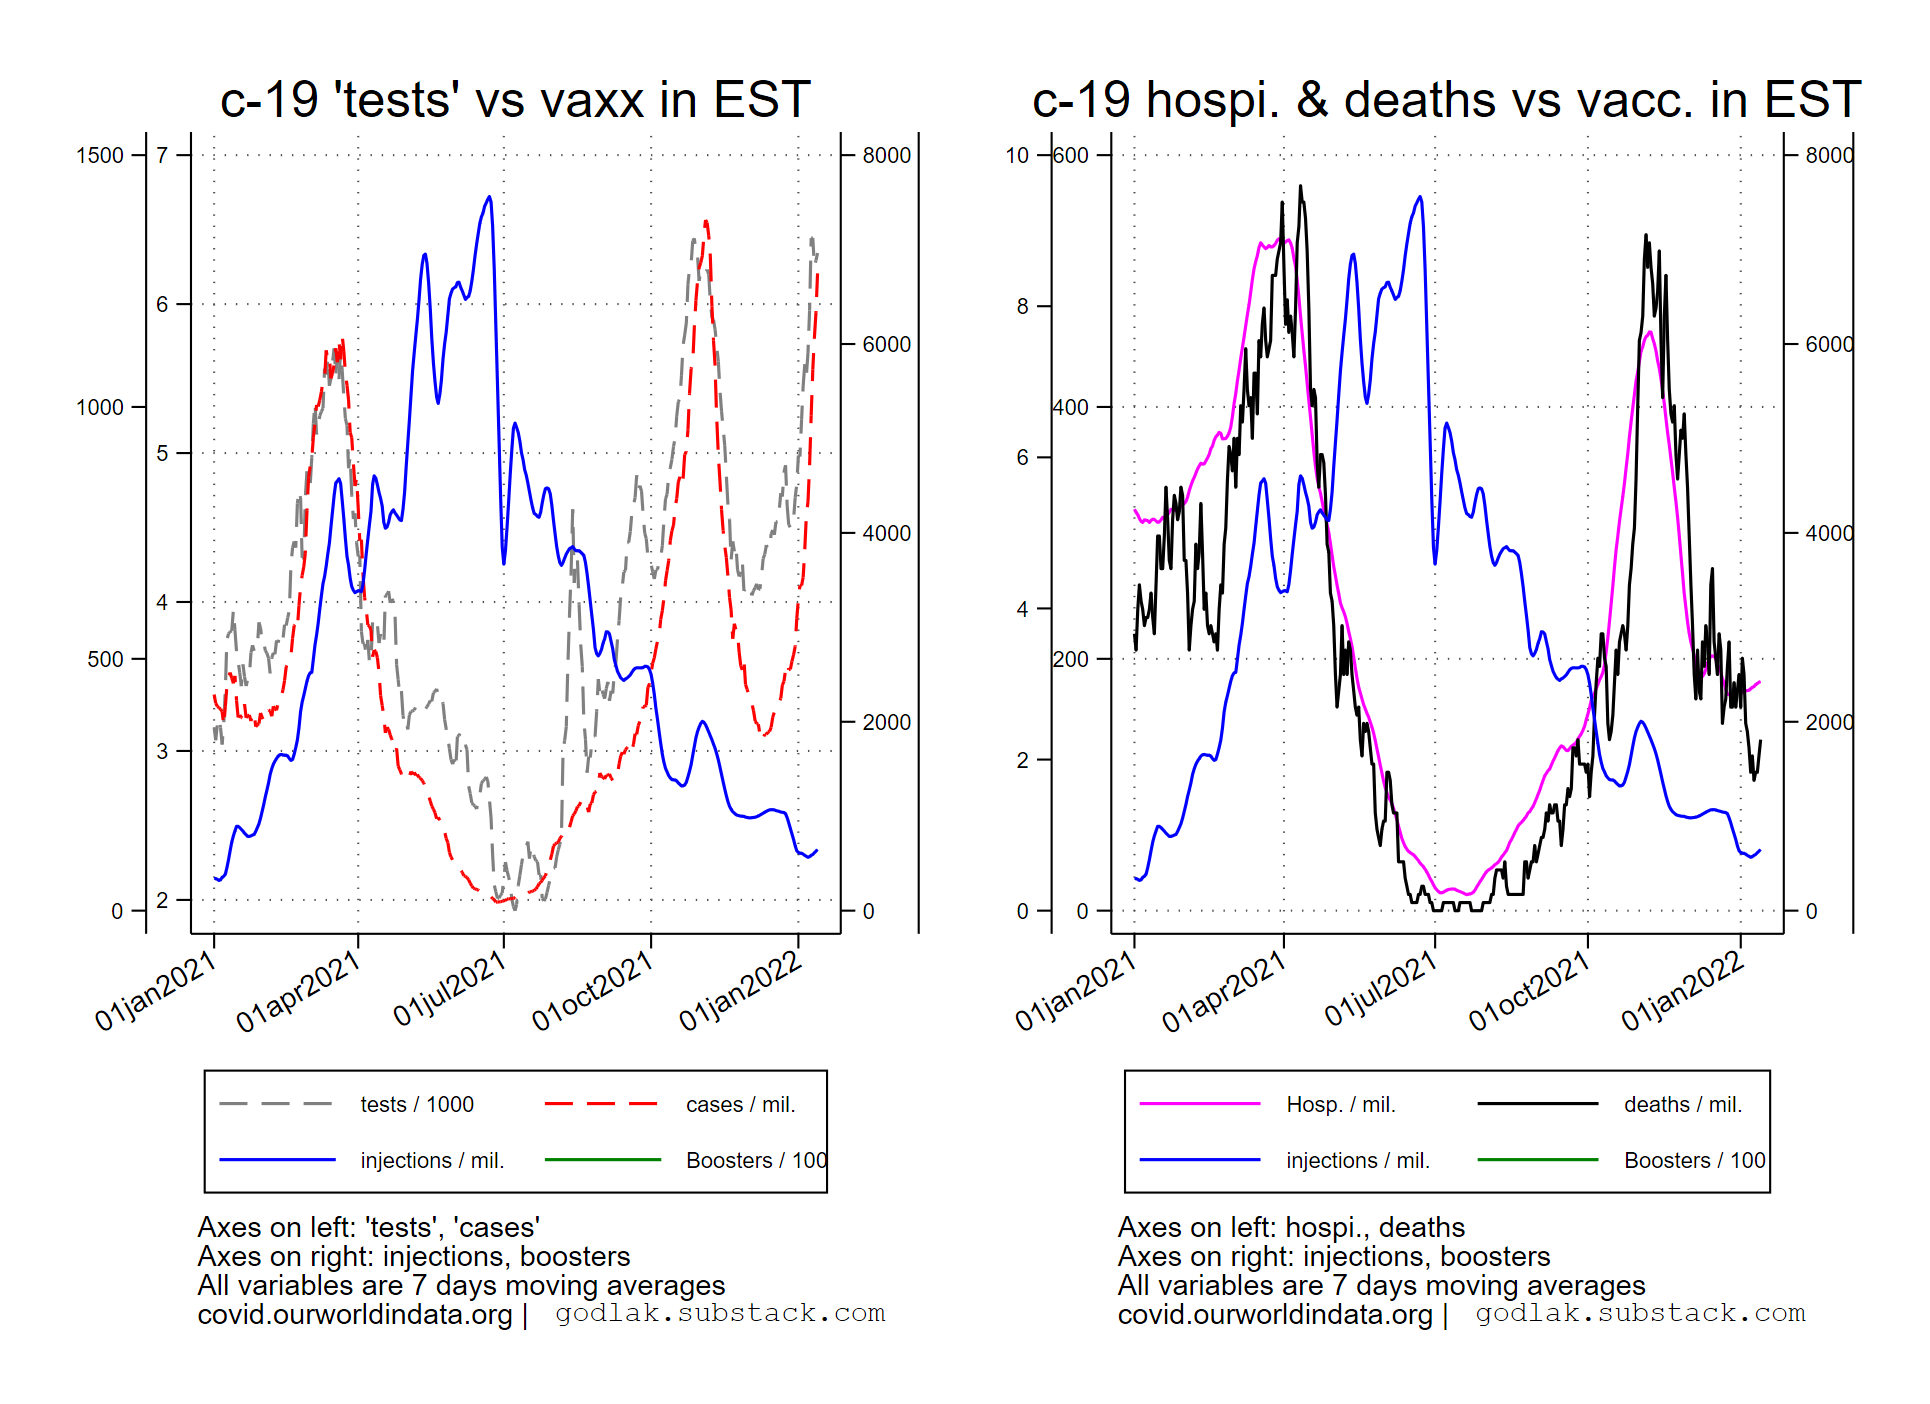 c-19 'tests' vs vaxx in EST
1500
1000
500
0
7
6
5
4
3
2
8000
6000
4000
2000
0
01jan2021
01apr2021
01jul2021
01oct2021
01jan2022
tests / 1000
cases / mil.
injections / mil.
Boosters / 100
Axes on left: 'tests', 'cases'
Axes on right: injections, boosters
All variables are 7 days moving averages
covid.ourworldindata.org | godlak.substack.com
c-19 hospi. & deaths vs vacc. in EST
10
8
6
4
2
0
600
400
200
0
8000
6000
4000
2000
0
01jan2021
01apr2021
01jul2021
01oct2021
01jan2022
Hosp. / mil.
deaths / mil.
injections / mil.
Boosters / 100
Axes on left: hospi., deaths
Axes on right: injections, boosters
All variables are 7 days moving averages
covid.ourworldindata.org | godlak.substack.com